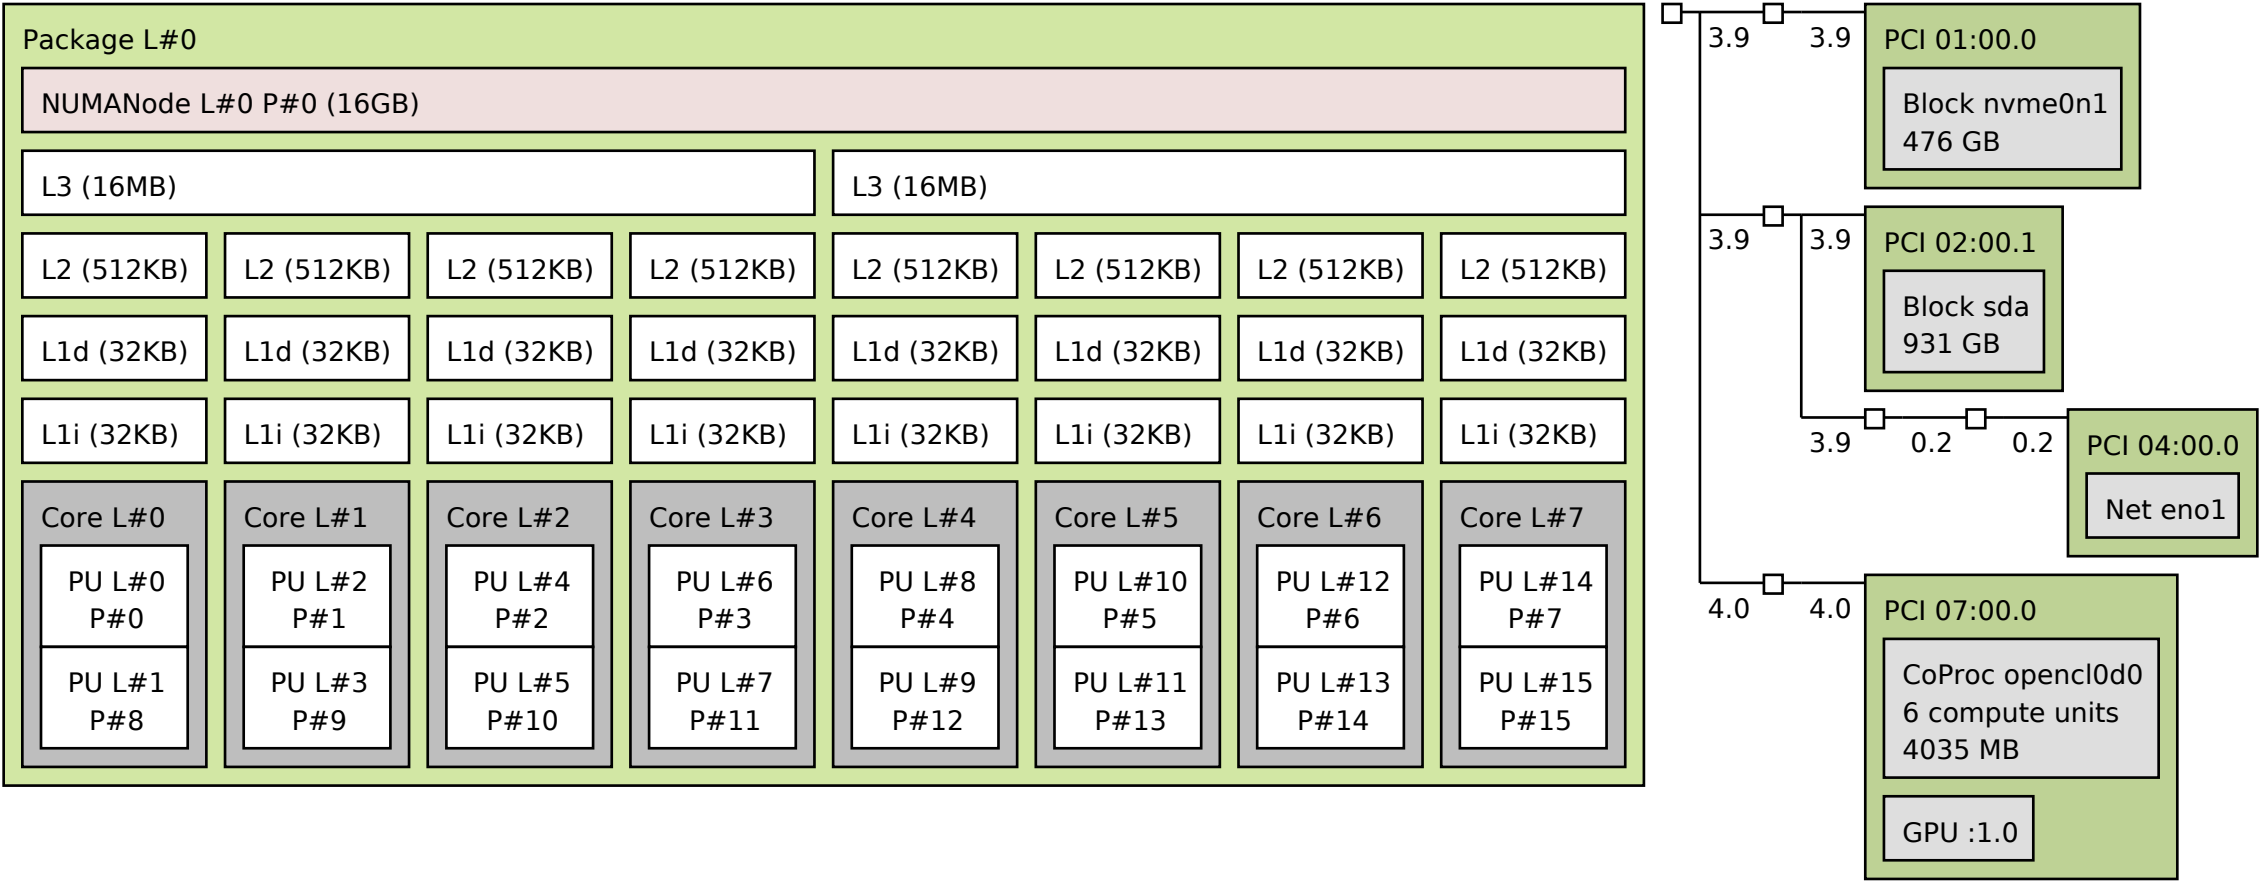 Package L#0
NUMANode L#0 P#0 (16GB)
L3 (16MB)
L3 (16MB)
L2 (512KB)
L2 (512KB)
L2 (512KB)
L2 (512KB)
L2 (512KB)
L2 (512KB)
L2 (512KB)
L2 (512KB)
L1d (32KB)
L1d (32KB)
L1d (32KB)
L1d (32KB)
L1d (32KB)
L1d (32KB)
L1d (32KB)
L1d (32KB)
L1i (32KB)
L1i (32KB)
L1i (32KB)
L1i (32KB)
L1i (32KB)
L1i (32KB)
L1i (32KB)
L1i (32KB)
Core L#0
PU L#0
P#0
PU L#1
P#8
Core L#1
PU L#2
P#1
PU L#3
P#9
Core L#2
PU L#4
P#2
PU L#5
P#10
Core L#3
PU L#6
P#3
PU L#7
P#11
Core L#4
PU L#8
P#4
PU L#9
P#12
Core L#5
PU L#10
P#5
PU L#11
P#13
Core L#6
PU L#12
P#6
PU L#13
P#14
Core L#7
PU L#14
P#7
PU L#15
P#15
3.9
3.9
PCI 01:00.0
Block nvme0n1
476 GB
3.9
3.9
PCI 02:00.1
Block sda
931 GB
3.9
0.2
0.2
PCI 04:00.0
Net eno1
4.0
4.0
PCI 07:00.0
CoProc opencl0d0
6 compute units
4035 MB
GPU :1.0